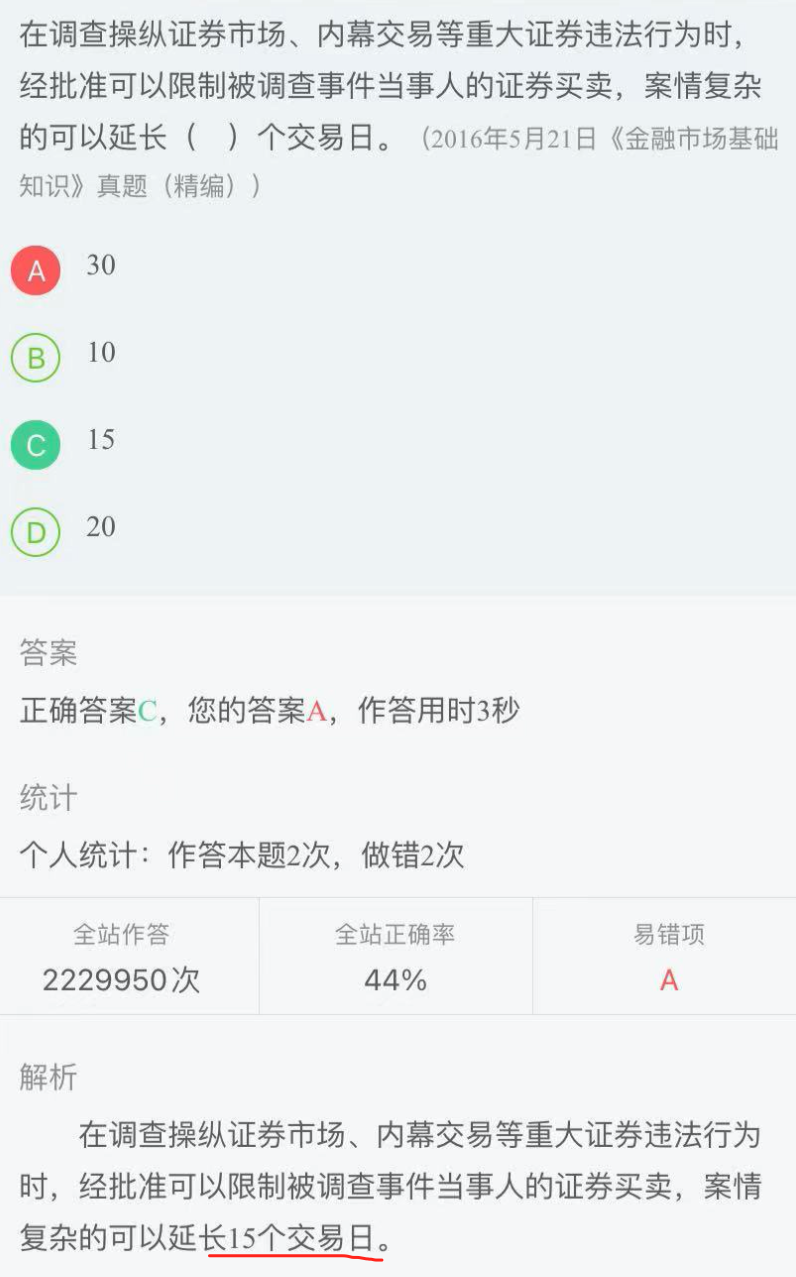 在调查操纵证券市场、内幕交易等重大证券违法行为时，
经批准可以限制被调查事件当事人的证券买卖，案情复杂
的可以延长（　）个交易日。（2016年5月21日《金融市场基础
知识》真题（精编））
A 30
B 10
C 15
D 20
答案
正确答案C，您的答案A，作答用时3秒
统计
个人统计：作答本题2次，做错2次
全站作答 全站正确率 易错项
2229950次 44% A
解析
在调查操纵证券市场、内幕交易等重大证券违法行为
时，经批准可以限制被调查事件当事人的证券买卖，案情
复杂的可以延长15个交易日。